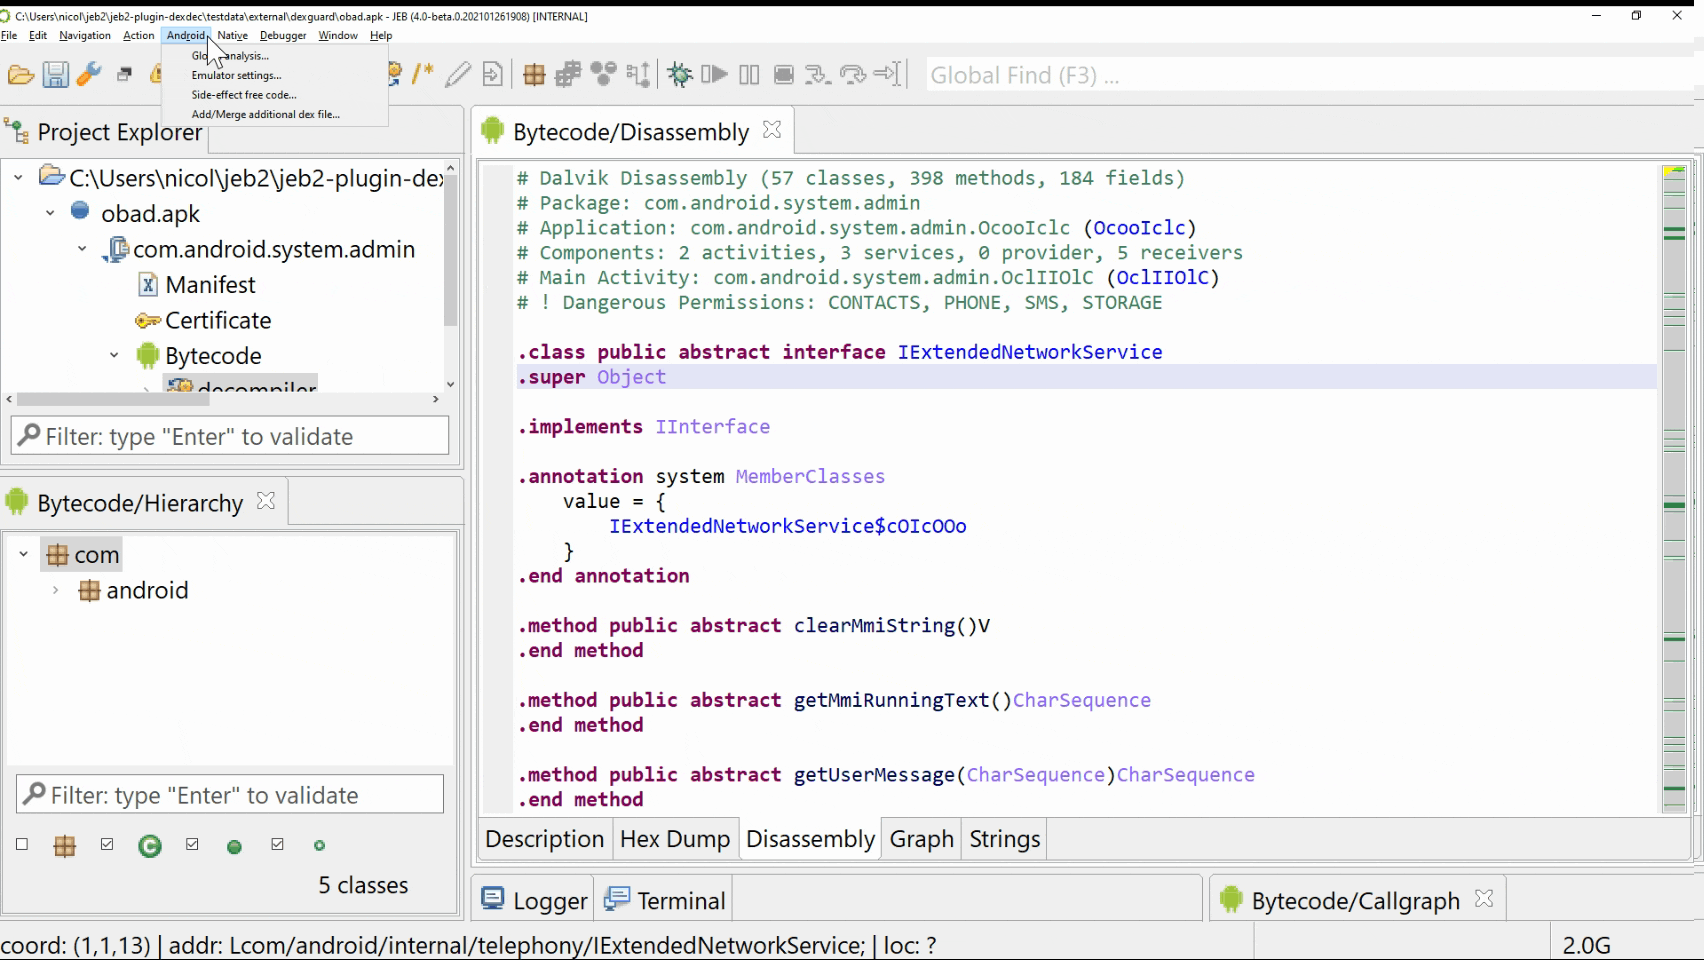 C:\Users\nicol\jeb2\jeb2-plugin-dexdec\testdata\external\dexguard\obad.apk - JEB (4.0-beta.0.202101261908) [INTERNAL]
File Edit Navigation Action Android Native Debugger Window Help
analysis...
Emulator settings...
Side-effect free code...
Add/Merge additional dex file...
Global Find (F3) ...
Project Explorer
C:\Users\nicol\jeb2\jeb2-plugin-de
obad.apk
com.android.system.admin
Manifest
Certificate
Bytecode
decompiler
Filter: type "Enter" to validate
Bytecode/Hierarchy
com
android
Filter: type "Enter" to validate
5 classes
Bytecode/Disassembly
# Dalvik Disassembly (57 classes, 398 methods, 184 fields)
# Package: com.android.system.admin
# Application: com.android.system.admin.OcooIclc (OcooIclc)
# Components: 2 activities, 3 services, 0 provider, 5 receivers
# Main Activity: com.android.system.admin.OclIIOlC (OclIIOlC)
# ! Dangerous Permissions: CONTACTS, PHONE, SMS, STORAGE
.class public abstract interface IExtendedNetworkService
.super Object
.implements IInterface
.annotation system MemberClasses
value = {
IExtendedNetworkService$cOIcOOo
}
.end annotation
.method public abstract clearMmiString()V
.end method
.method public abstract getMmiRunningText()CharSequence
.end method
.method public abstract getUserMessage(CharSequence)CharSequence
.end method
Description Hex Dump Disassembly Graph Strings
Logger Terminal
Bytecode/Callgraph
coord: (1,1,13) | addr: Lcom/android/internal/telephony/IExtendedNetworkService; | loc: ?
2.0G